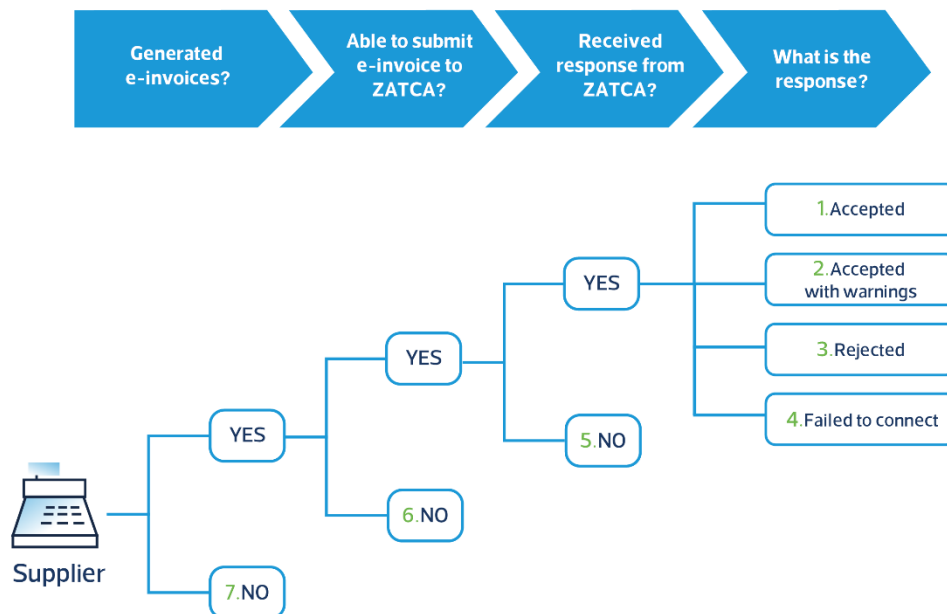 Generated
e-invoices?
Able to submit
e-invoice to
ZATCA?
Received
response from
ZATCA?
What is the
response?
1.Accepted
2.Accepted
with warnings
YES
3.Rejected
YES
4.Failed to connect
YES
5.NO
6.NO
Supplier
7.NO